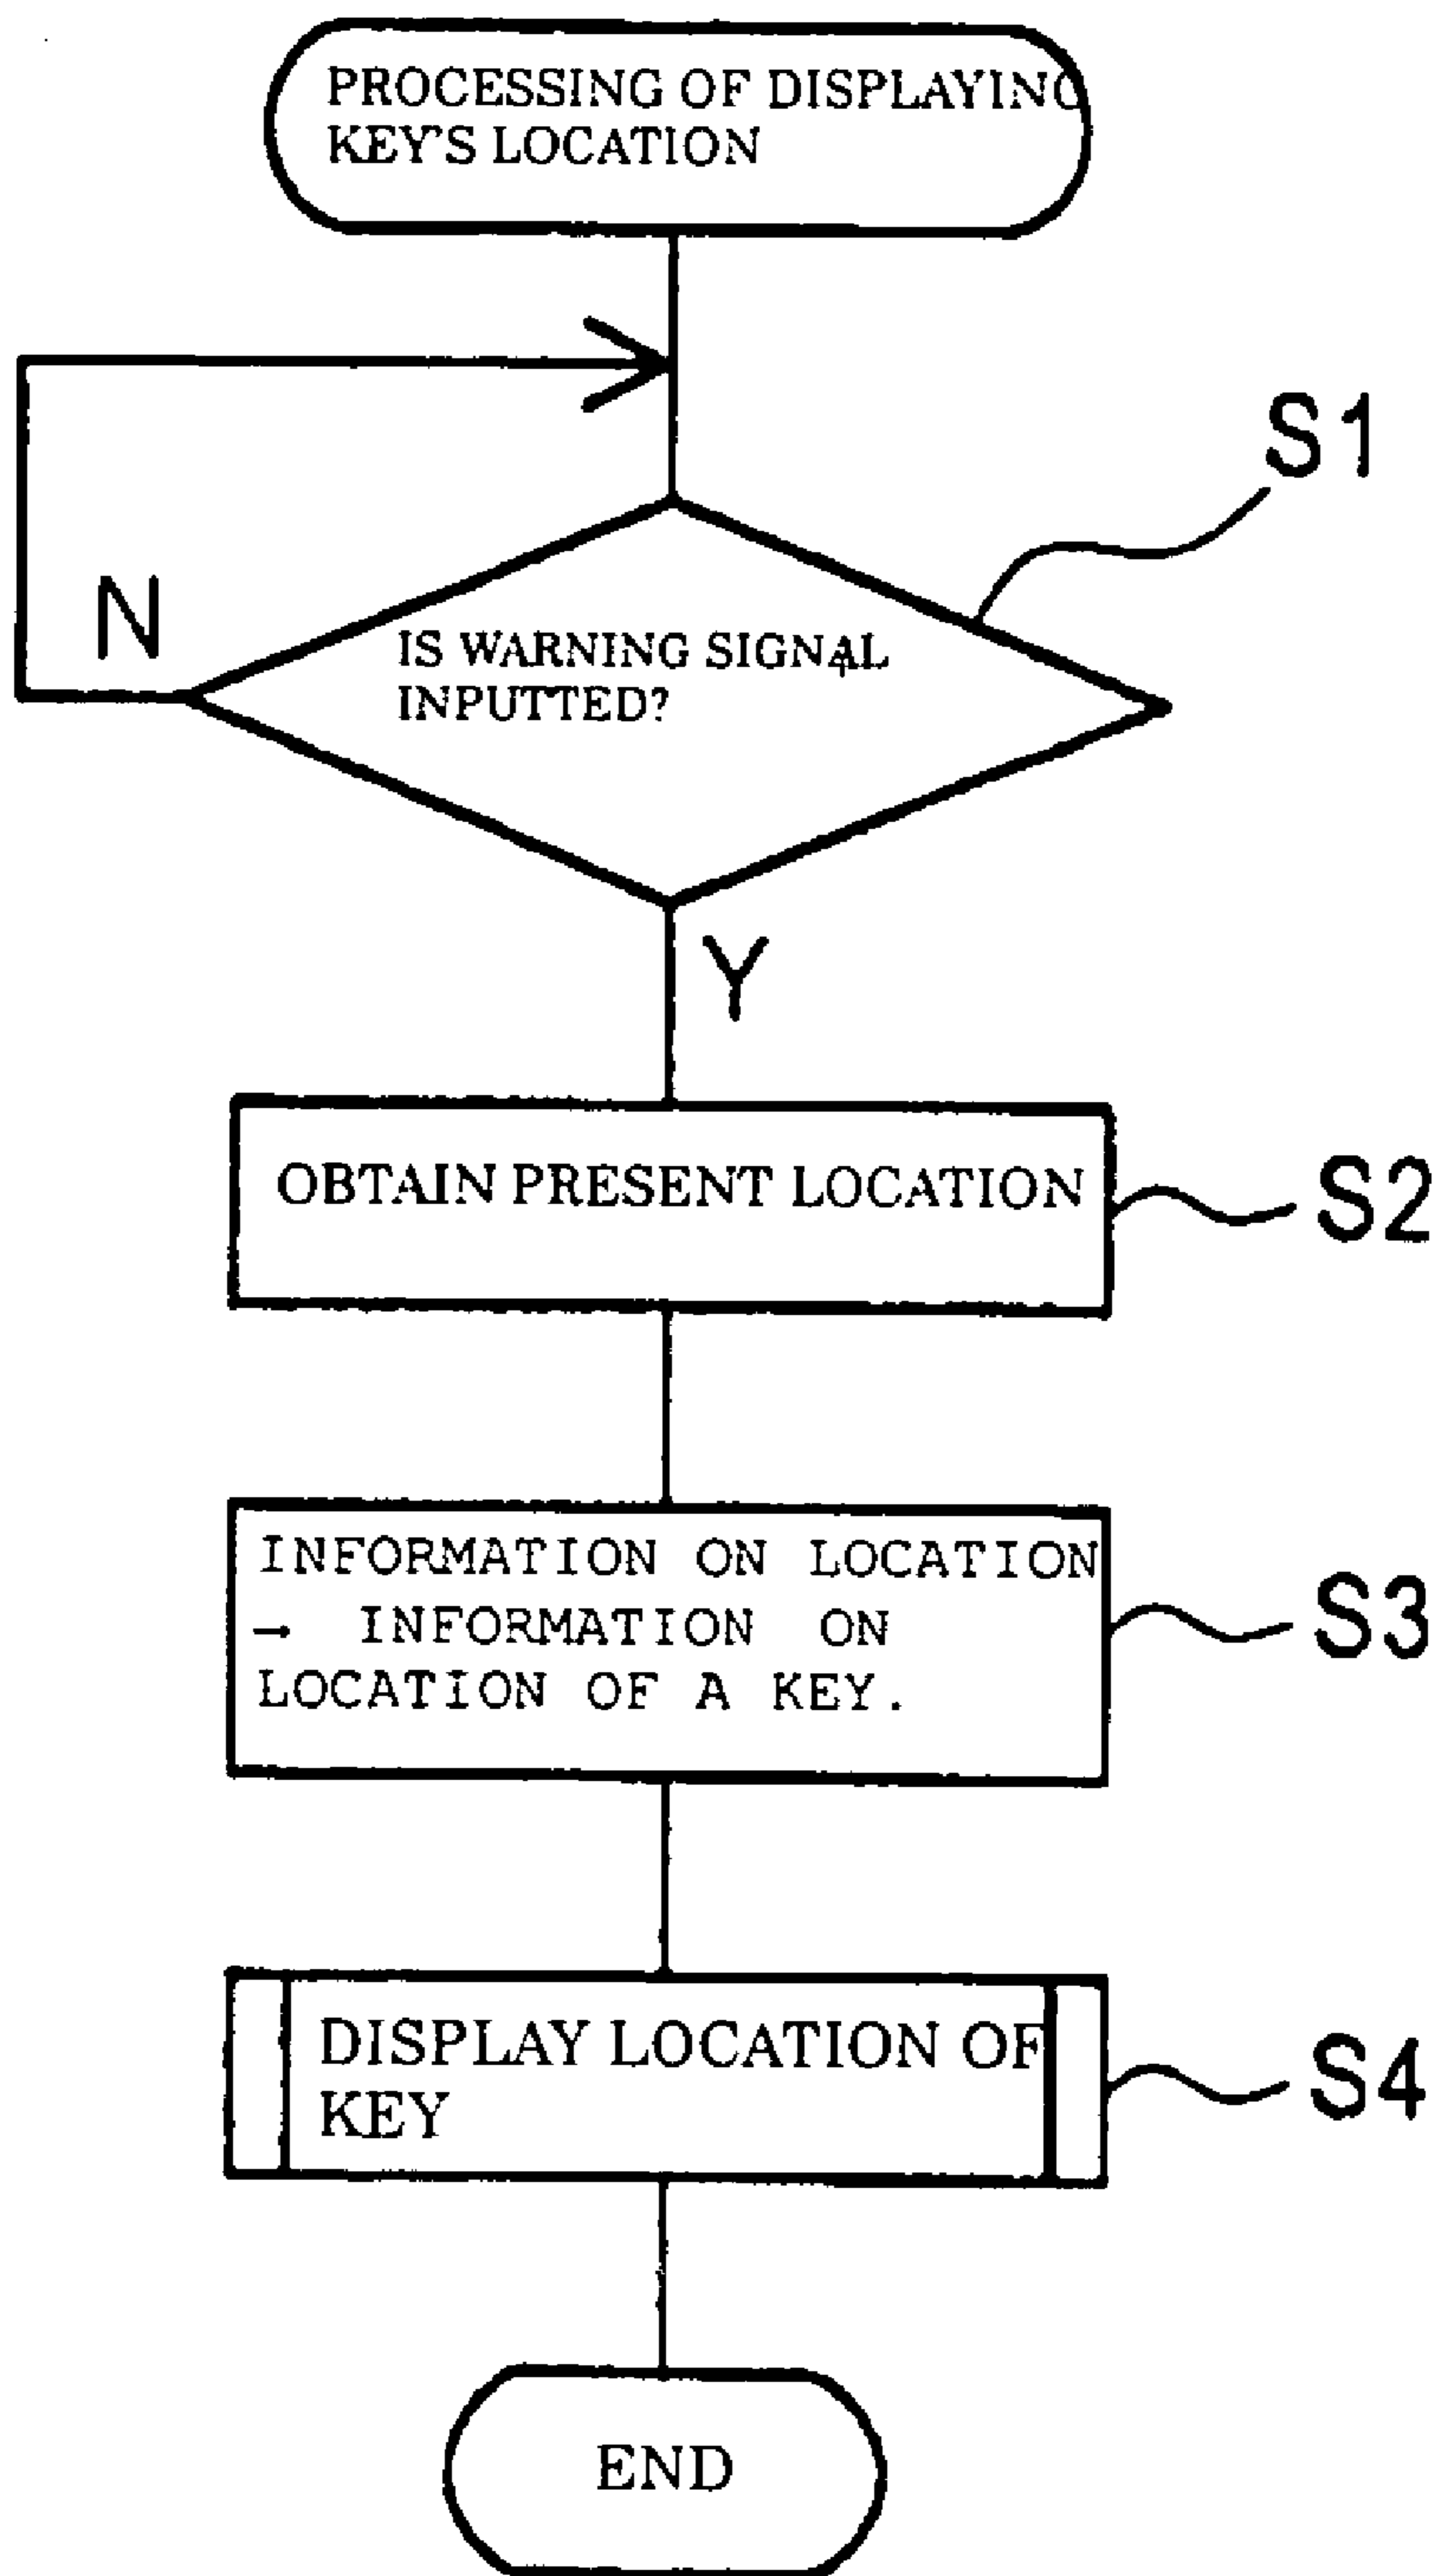 PROCESSING OF DISPLAYING
KEY'S LOCATION
S1
N
IS WARNING SIGNAL
INPUTTED?
Y
OBTAIN PRESENT LOCATION
S2
INFORMATION ON LOCATION
→ INFORMATION ON
LOCATION OF A KEY.
S3
DISPLAY LOCATION OF
KEY
S4
END